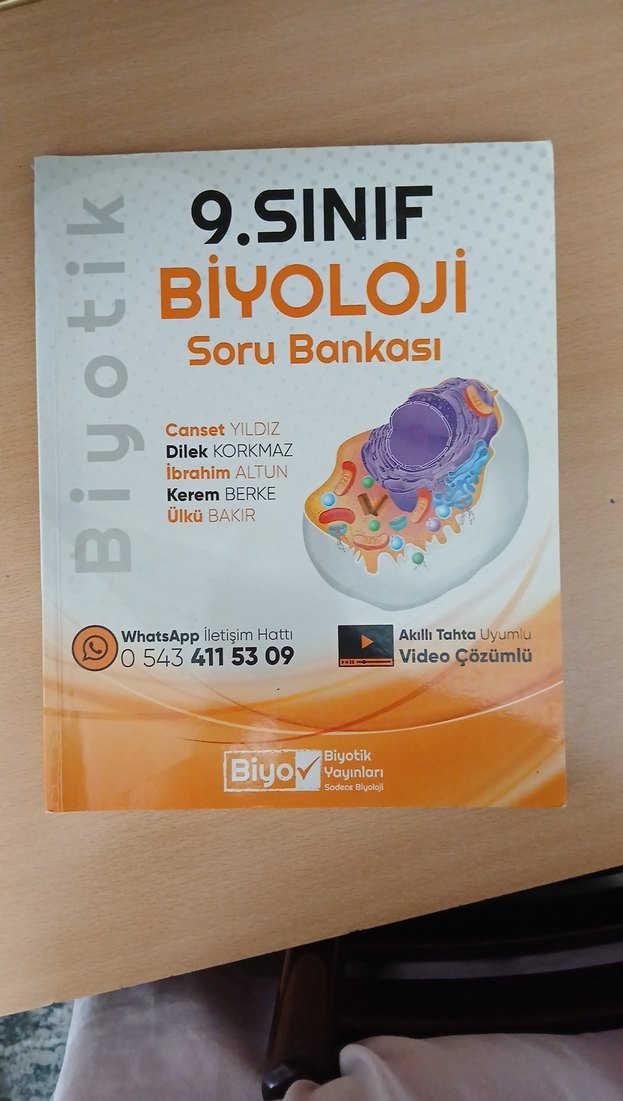 Biyotik
9.SINIF
BİYOLOJİ
Soru Bankası
Canset YILDIZ
Dilek KORKMAZ
İbrahim ALTUN
Kerem BERKE
Ülkü BAKIR
WhatsApp İletişim Hattı
0 543 411 53 09
Akıllı Tahta Uyumlu
Video Çözümlü
Biyo
Biyotik
Yayınları
Sadece Biyoloji